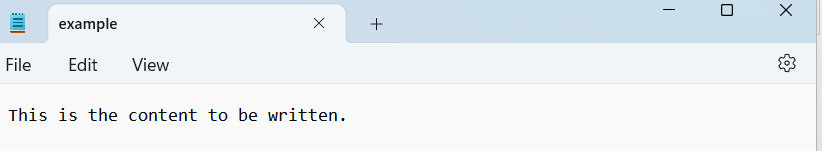 example
File Edit View
This is the content to be written.